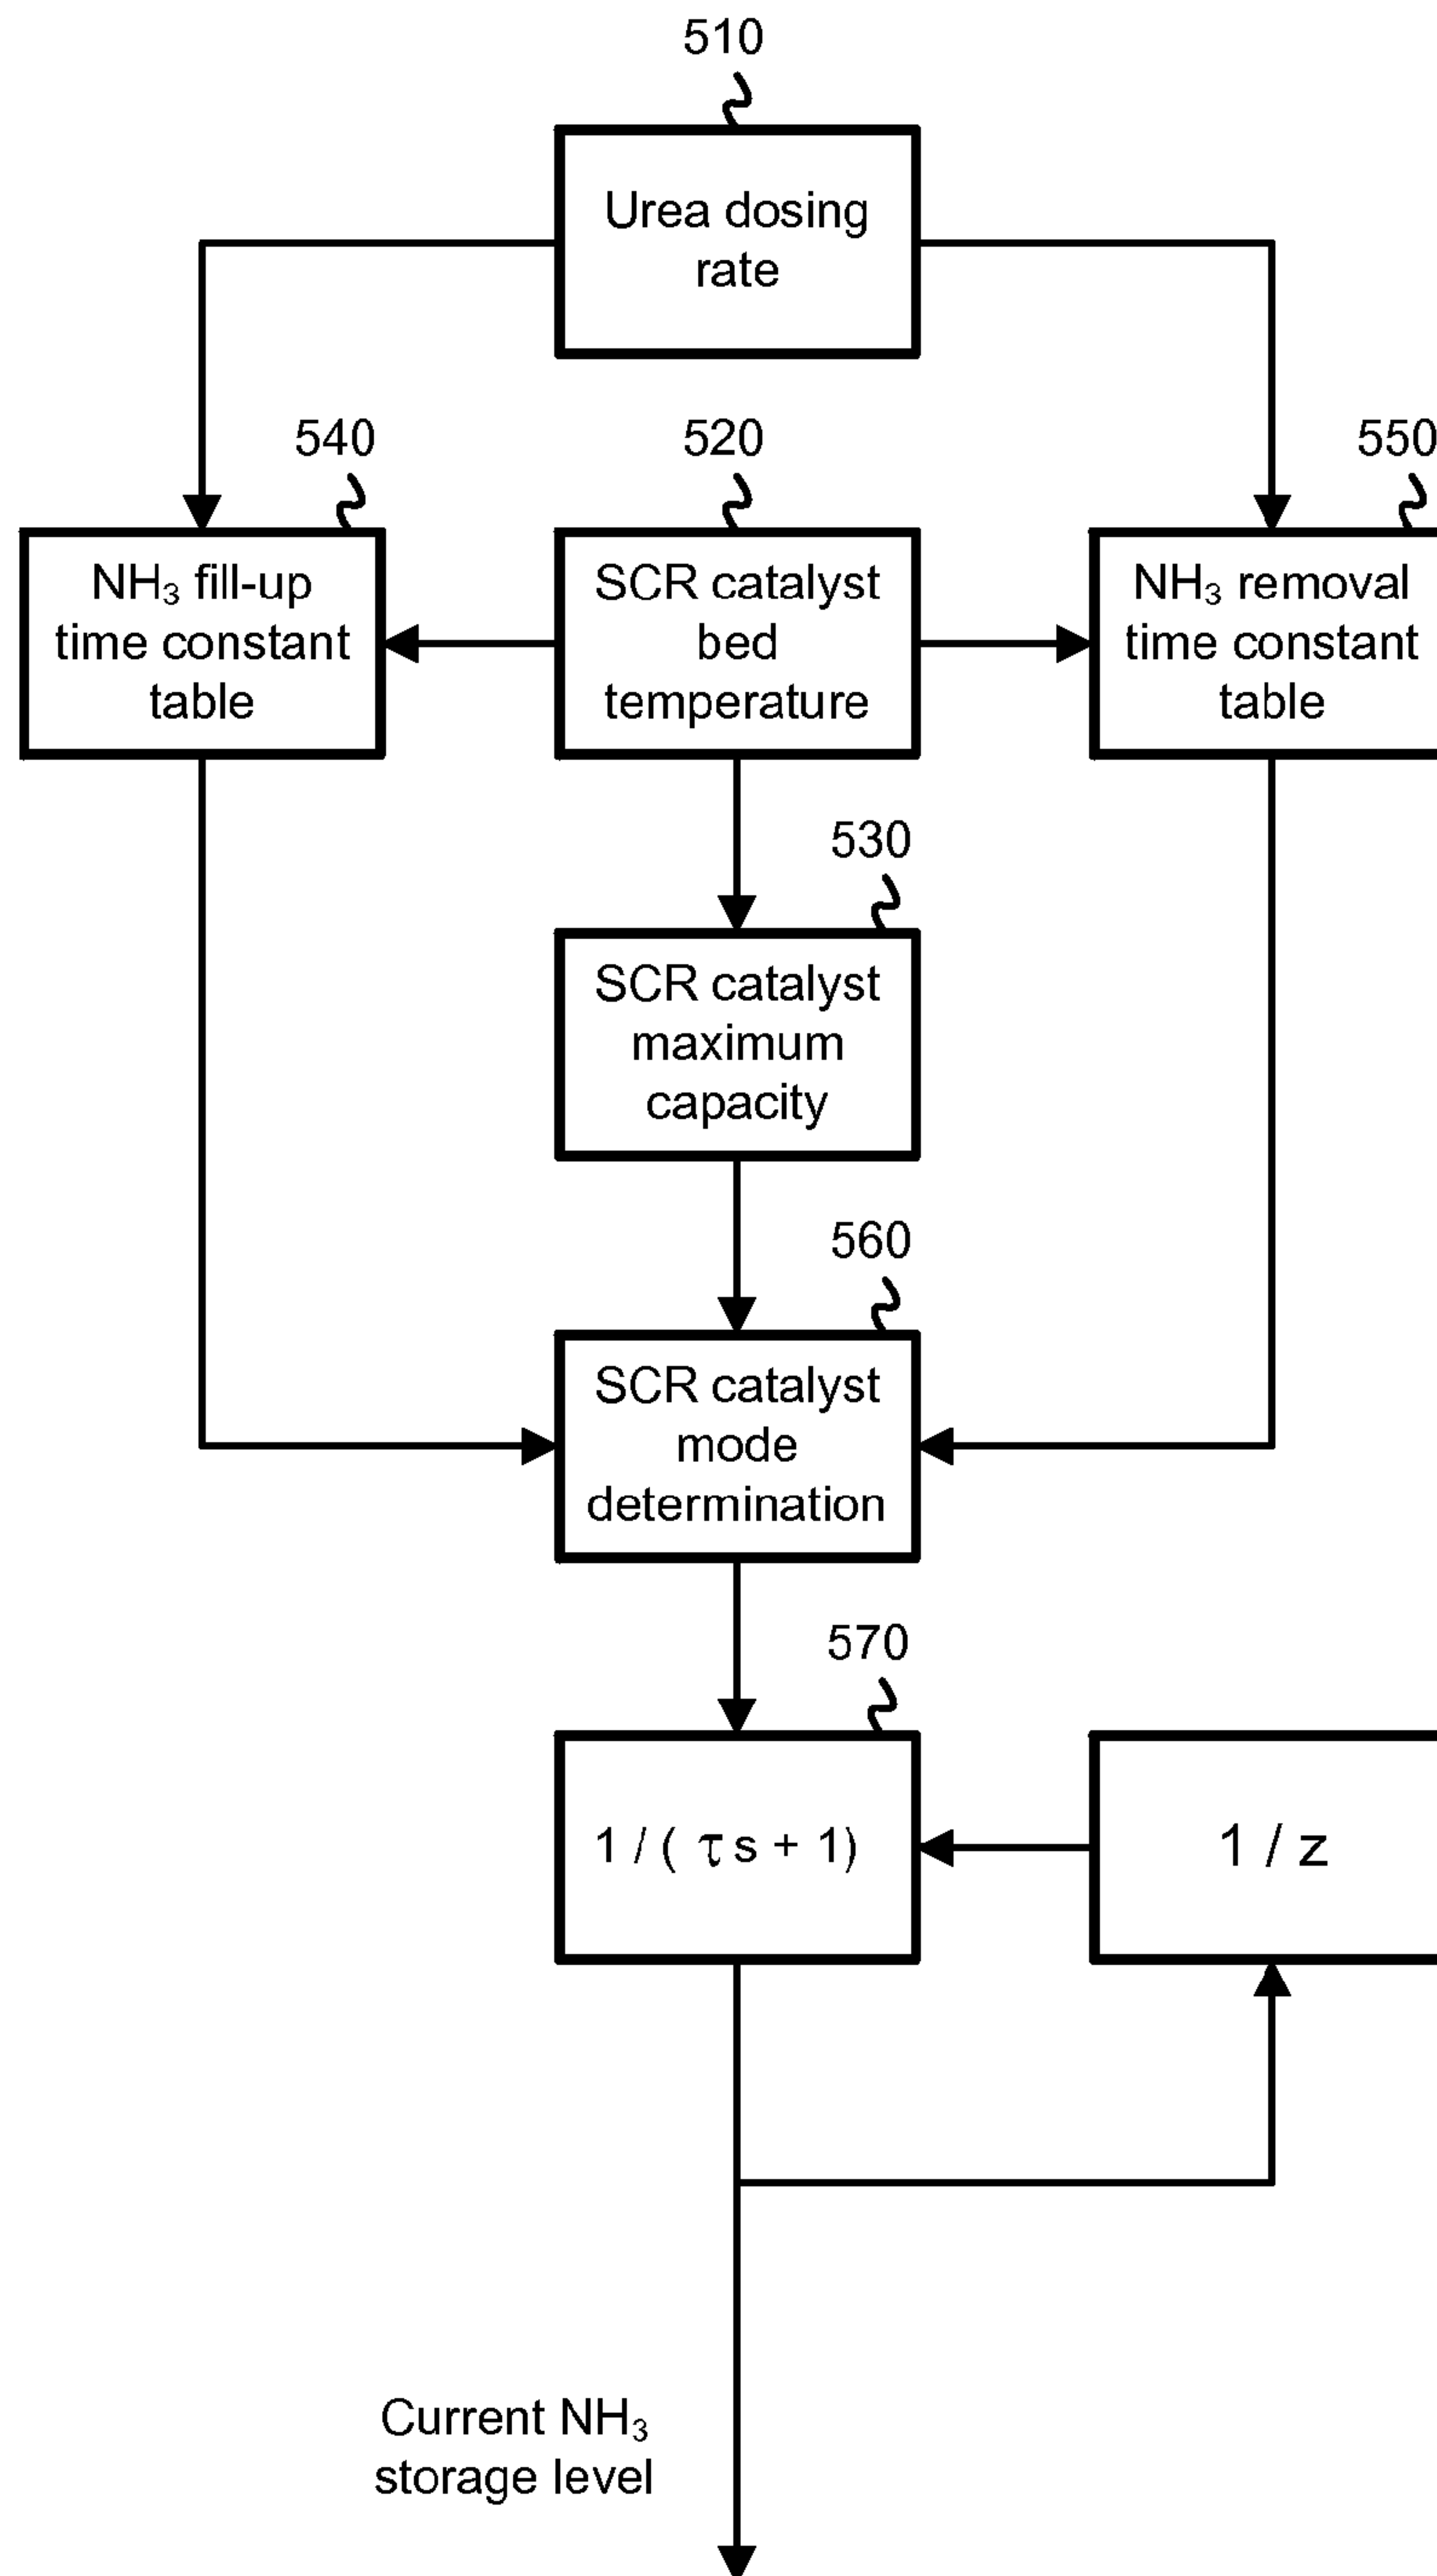 510
Urea dosing
rate
540
520
550
NH₃ fill-up
time constant
table
SCR catalyst
bed
temperature
NH₃ removal
time constant
table
530
SCR catalyst
maximum
capacity
560
SCR catalyst
mode
determination
570
1 / ( τ s + 1)
1 / z
Current NH₃
storage level